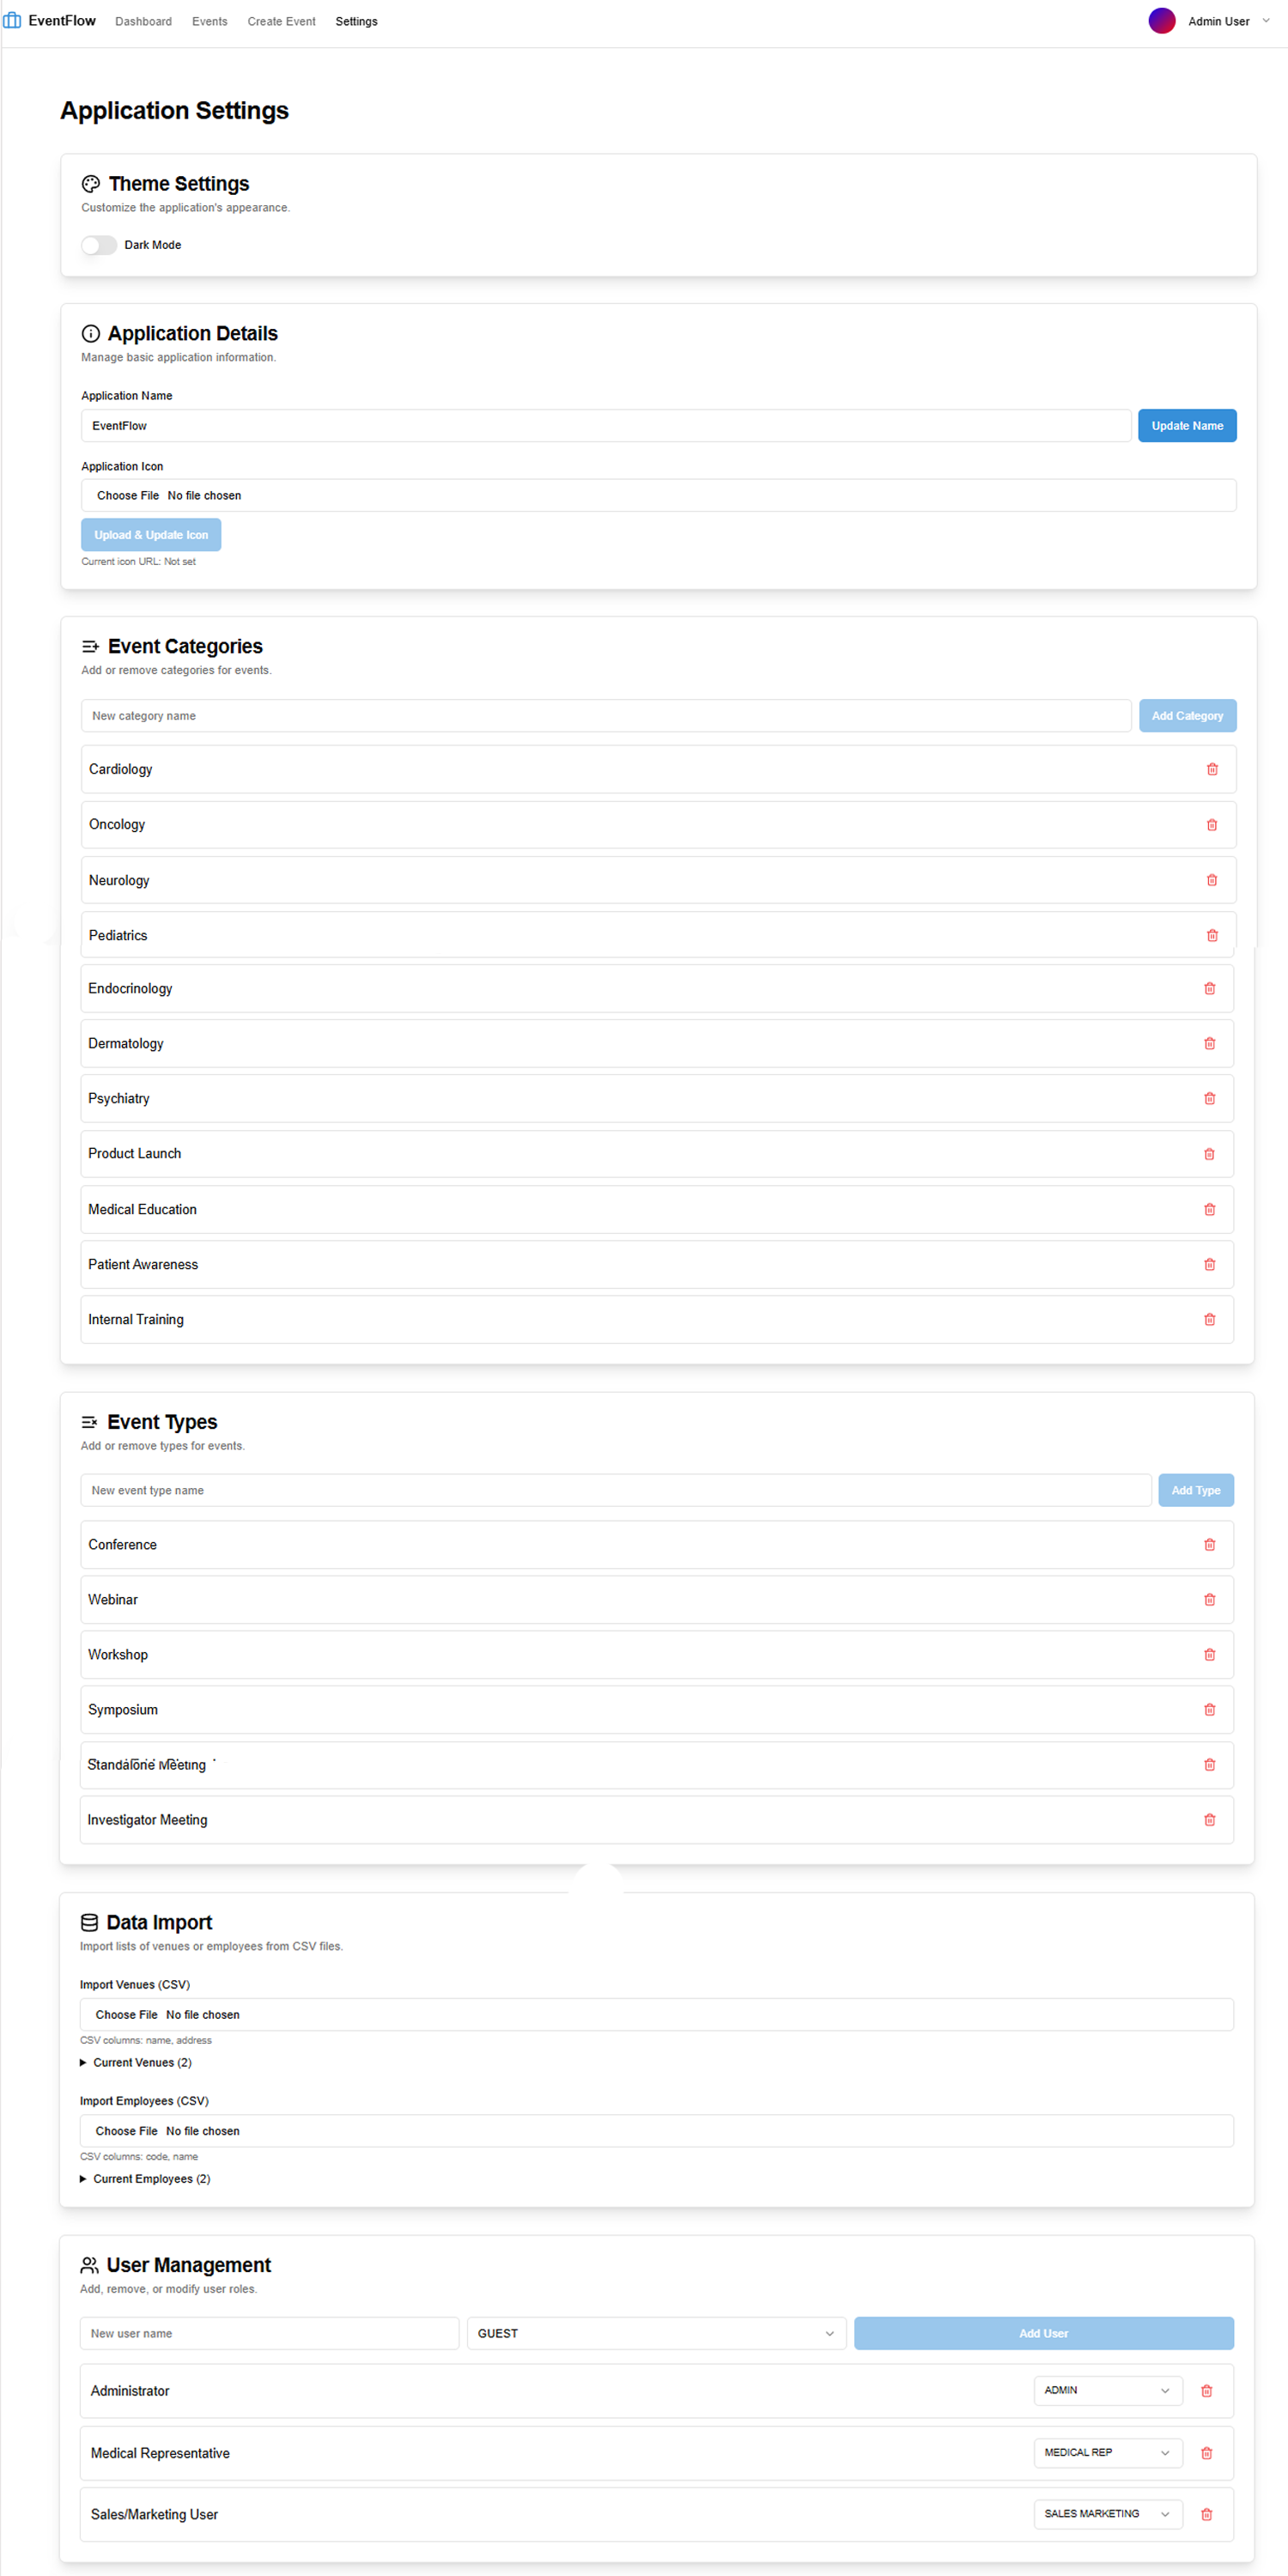 EventFlow Dashboard Events Create Event Settings Admin User
Application Settings
Theme Settings
Customize the application's appearance.
Dark Mode
Application Details
Manage basic application information.
Application Name
EventFlow Update Name
Application Icon
Choose File No file chosen
Upload & Update Icon
Current icon URL: Not set
Event Categories
Add or remove categories for events.
New category name Add Category
Cardiology
Oncology
Neurology
Pediatrics
Endocrinology
Dermatology
Psychiatry
Product Launch
Medical Education
Patient Awareness
Internal Training
Event Types
Add or remove types for events.
New event type name Add Type
Conference
Webinar
Workshop
Symposium
Standalone Meeting
Investigator Meeting
Data Import
Import lists of venues or employees from CSV files.
Import Venues (CSV)
Choose File No file chosen
CSV columns: name, address
Current Venues (2)
Import Employees (CSV)
Choose File No file chosen
CSV columns: code, name
Current Employees (2)
User Management
Add, remove, or modify user roles.
New user name GUEST Add User
Administrator ADMIN
Medical Representative MEDICAL REP
Sales/Marketing User SALES MARKETING